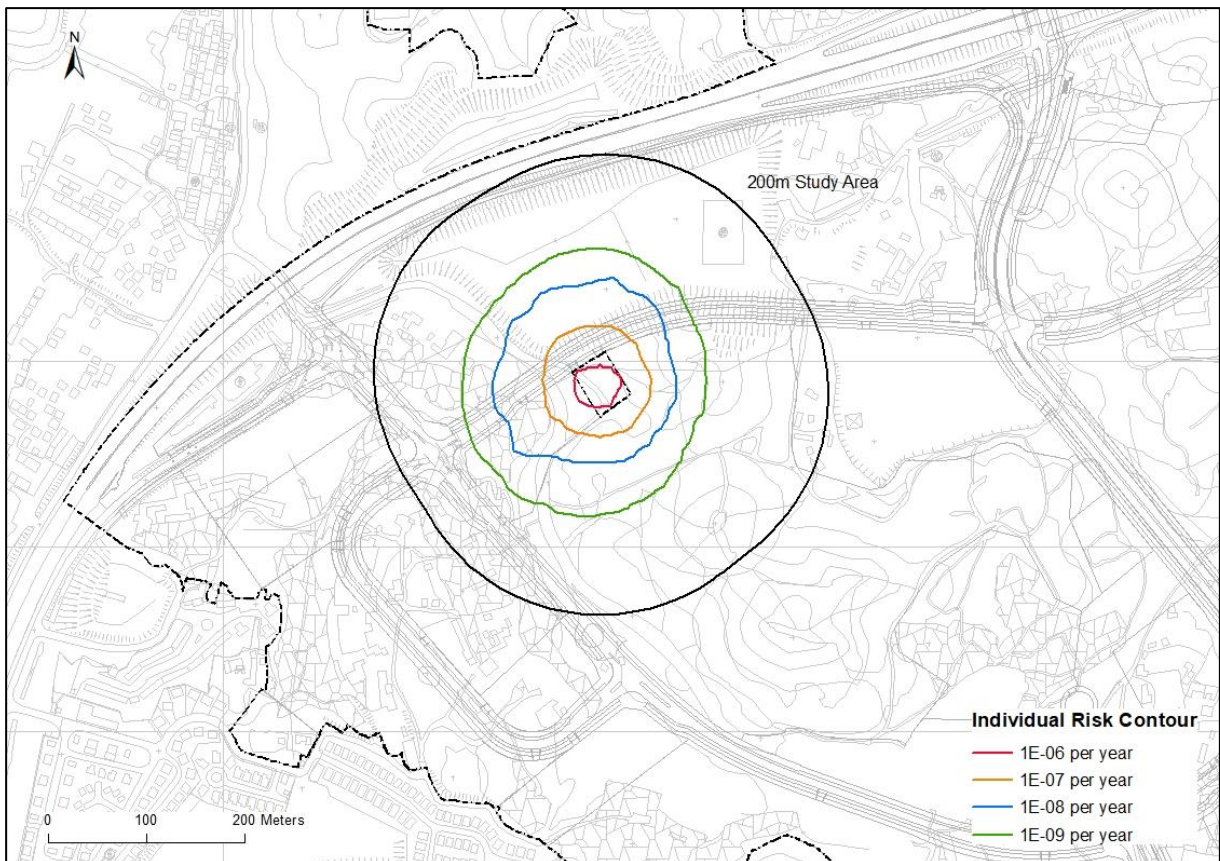 N
200m Study Area
Individual Risk Contour
1E-06 per year
1E-07 per year
1E-08 per year
1E-09 per year
0 100 200 Meters